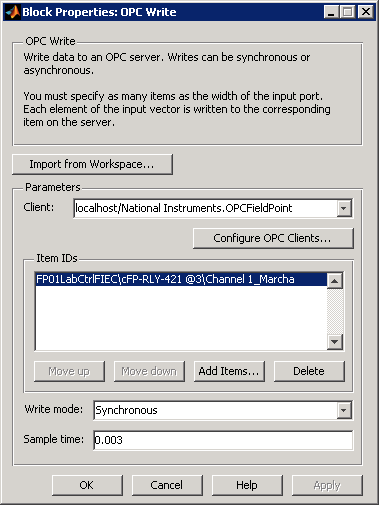 Block Properties: OPC Write
OPC Write
Write data to an OPC server. Writes can be synchronous or
asynchronous.
You must specify as many items as the width of the input port.
Each element of the input vector is written to the corresponding
item on the server.
Import from Workspace...
Parameters
Client:
localhost/National Instruments.OPCFieldPoint
Configure OPC Clients...
Item IDs
FP01LabCtrlFIEC\cFP-RLY-421 @3\Channel 1_Marcha
Move up
Move down
Add Items...
Delete
Write mode:
Synchronous
Sample time:
0.003
OK
Cancel
Help
Apply